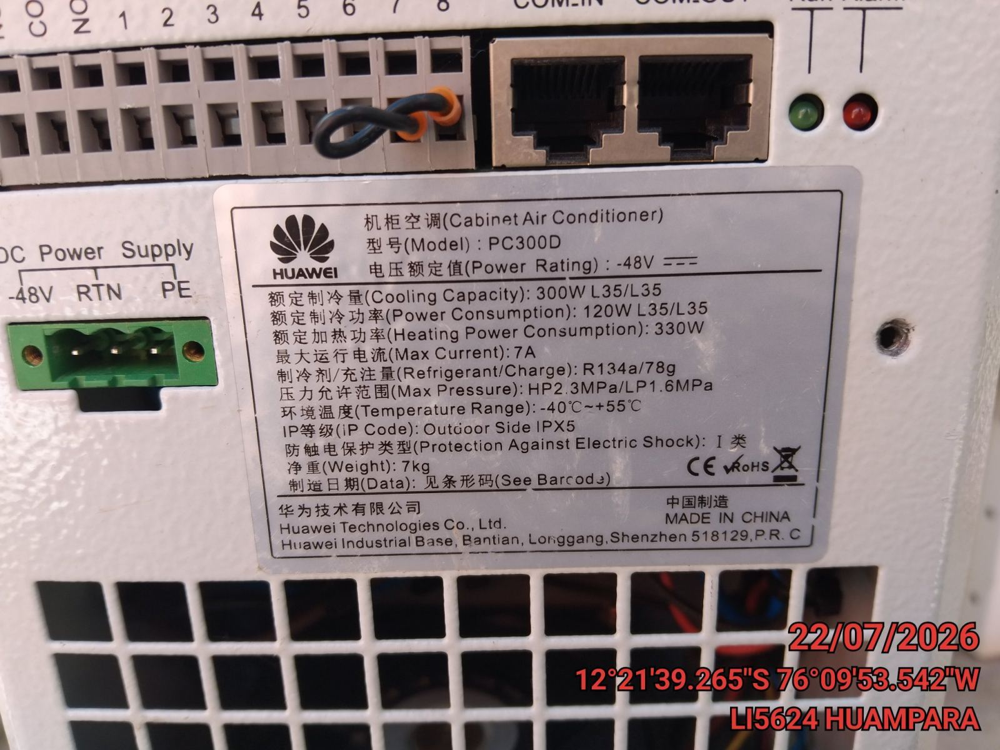 CO
NO
1 2 3 4 5 6 7 8
COM-IN COM-OUT
Run Alarm
DC Power Supply
-48V RTN PE
HUAWEI
机柜空调(Cabinet Air Conditioner)
型号(Model) : PC300D
电压额定值(Power Rating) : -48V
额定制冷量(Cooling Capacity): 300W L35/L35
额定制冷功率(Power Consumption): 120W L35/L35
额定加热功率(Heating Power Consumption): 330W
最大运行电流(Max Current): 7A
制冷剂/充注量(Refrigerant/Charge): R134a/78g
压力允许范围(Max Pressure): HP2.3MPa/LP1.6MPa
环境温度(Temperature Range): -40℃~+55℃
IP等级(iP Code): Outdoor Side IPX5
防触电保护类型(Protection Against Electric Shock): I 类
净重(Weight): 7kg
CE RoHS
制造日期(Data): 见条形码(See Barcode)
华为技术有限公司
Huawei Technologies Co., Ltd.
Huawei Industrial Base, Bantian, Longgang,Shenzhen 518129,P.R. C
中国制造
MADE IN CHINA
22/07/2026
12°21'39.265"S 76°09'53.542"W
LI5624 HUAMPARA